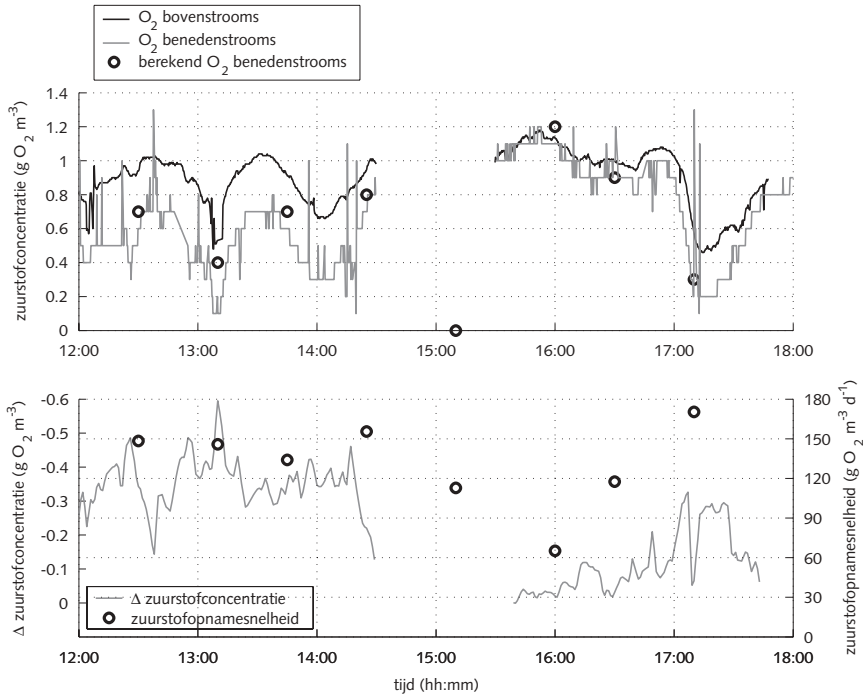 O2 bovenstrooms
O2 benedenstrooms
berekend O2 benedenstrooms
zuurstofconcentratie (g O2 m-3)
1.4
1.2
1
0.8
0.6
0.4
0.2
0
12:00 13:00 14:00 15:00 16:00 17:00 18:00
Δ zuurstofconcentratie (g O2 m-3)
-0.6
-0.5
-0.4
-0.3
-0.2
-0.1
0
Δ zuurstofconcentratie
zuurstofopnamesnelheid
180
150
120
90
60
30
0
zuurstofopnamesnelheid (g O2 m-3 d-1)
12:00 13:00 14:00 15:00 16:00 17:00 18:00
tijd (hh:mm)